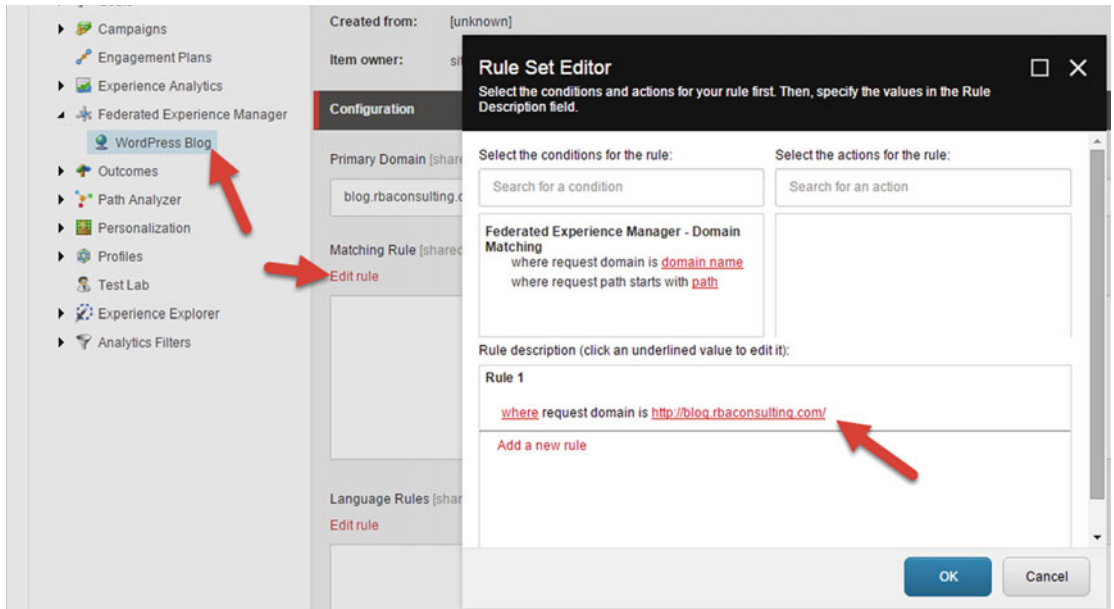 Campaigns
Engagement Plans
Experience Analytics
Federated Experience Manager
WordPress Blog
Outcomes
Path Analyzer
Personalization
Profiles
Test Lab
Experience Explorer
Analytics Filters
Created from: [unknown]
Item owner:
Configuration
Primary Domain [share
blog.rbaconsulting.c
Matching Rule [shared
Edit rule
Language Rules [shar
Edit rule
Rule Set Editor
Select the conditions and actions for your rule first. Then, specify the values in the Rule
Description field.
Select the conditions for the rule:
Search for a condition
Federated Experience Manager - Domain
Matching
where request domain is domain name
where request path starts with path
Select the actions for the rule:
Search for an action
Rule description (click an underlined value to edit it):
Rule 1
where request domain is http://blog.rbaconsulting.com/
Add a new rule
OK
Cancel